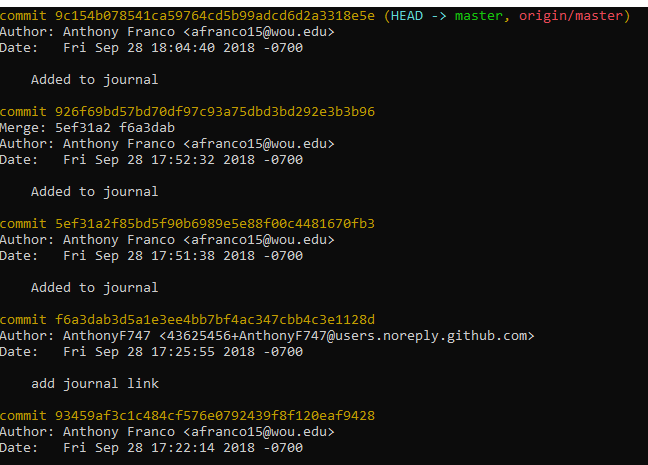 commit 9c154b078541ca59764cd5b99adcd6d2a3318e5e (HEAD -> master, origin/master)
Author: Anthony Franco <afranco15@wou.edu>
Date:   Fri Sep 28 18:04:40 2018 -0700
    Added to journal
commit 926f69bd57bd70df97c93a75dbd3bd292e3b3b96
Merge: 5ef31a2 f6a3dab
Author: Anthony Franco <afranco15@wou.edu>
Date:   Fri Sep 28 17:52:32 2018 -0700
    Added to journal
commit 5ef31a2f85bd5f90b6989e5e88f00c4481670fb3
Author: Anthony Franco <afranco15@wou.edu>
Date:   Fri Sep 28 17:51:38 2018 -0700
    Added to journal
commit f6a3dab3d5a1e3ee4bb7bf4ac347cbb4c3e1128d
Author: AnthonyF747 <43625456+AnthonyF747@users.noreply.github.com>
Date:   Fri Sep 28 17:25:55 2018 -0700
    add journal link
commit 93459af3c1c484cf576e0792439f8f120eaf9428
Author: Anthony Franco <afranco15@wou.edu>
Date:   Fri Sep 28 17:22:14 2018 -0700